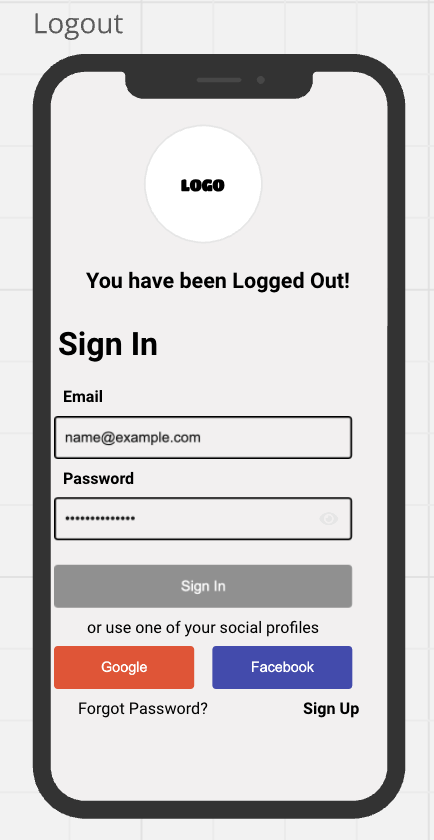 Logout
LOGO
You have been Logged Out!
Sign In
Email
name@example.com
Password
••••••••••••••
Sign In
or use one of your social profiles
Google Facebook
Forgot Password? Sign Up